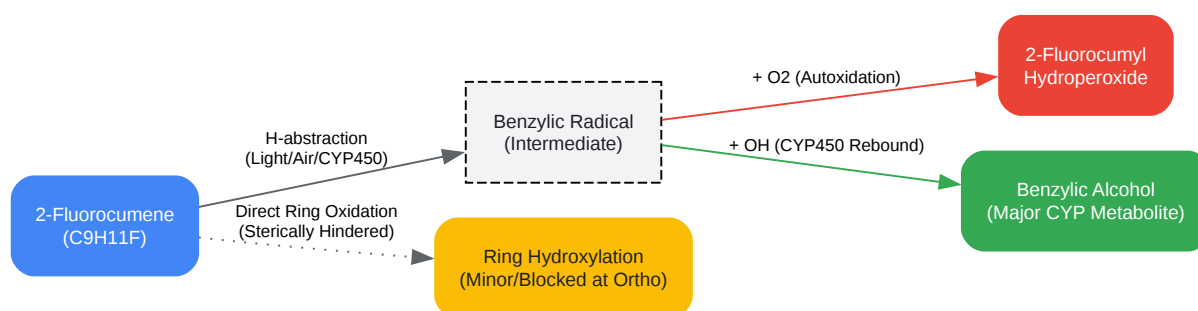 2-Fluorocumyl
Hydroperoxide
+ O2 (Autoxidation)
Benzylic Radical
(Intermediate)
H-abstraction
(Light/Air/CYP450)
+ OH (CYP450 Rebound)
Benzylic Alcohol
(Major CYP Metabolite)
2-Fluorocumene
(C9H11F)
Direct Ring Oxidation
(Sterically Hindered)
Ring Hydroxylation
(Minor/Blocked at Ortho)